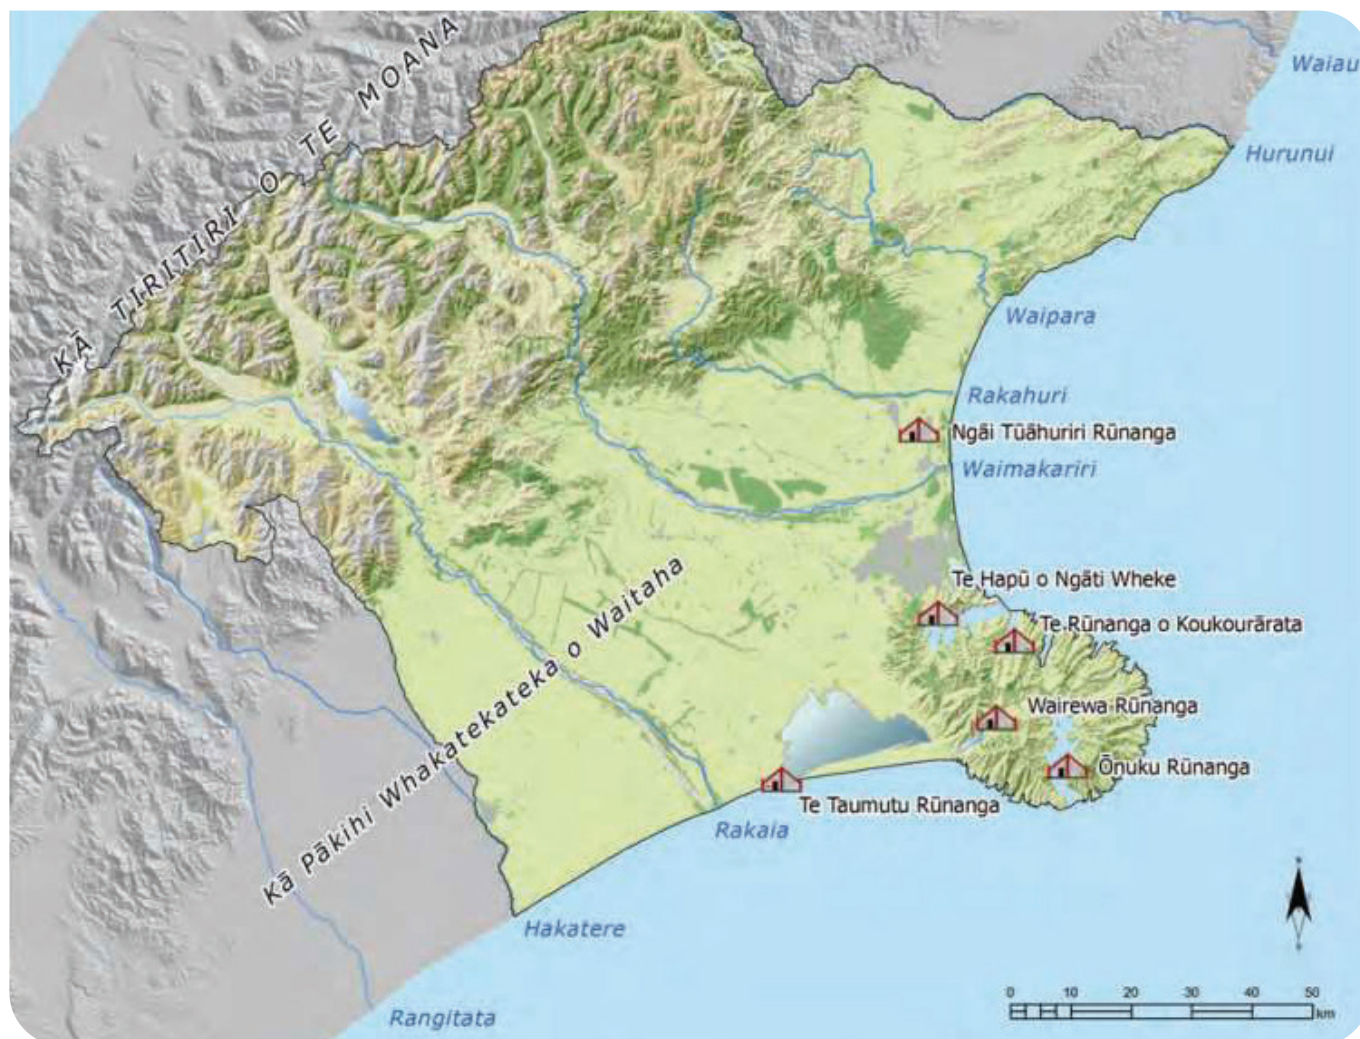 Waiau
Hurunui
KĀ TIRITIRI O TE MOANA
Waipara
Rakahuri
Ngāi Tūāhuriri Rūnanga
Waimakariri
Te Hapū o Ngāti Wheke
Te Rūnanga o Koukourārata
Kā Pākihi Whakatekateka o Waitaha
Wairewa Rūnanga
Ōnuku Rūnanga
Te Taumutu Rūnanga
Rakaia
Hakatere
Rangitata
0 10 20 30 40 50
km